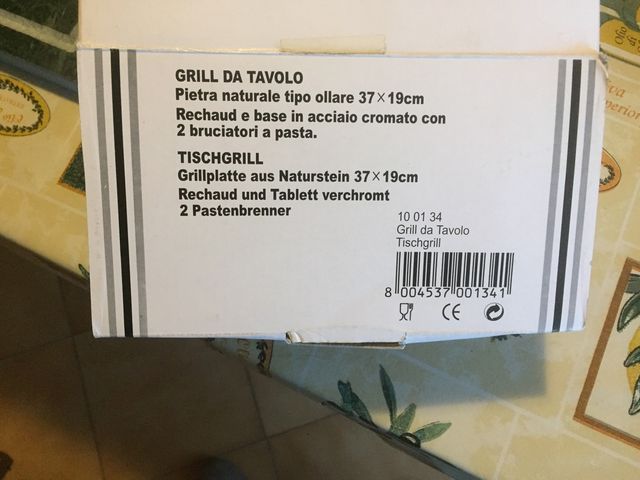 GRILL DA TAVOLO
Pietra naturale tipo ollare 37×19cm
Rechaud e base in acciaio cromato con
2 bruciatori a pasta.
TISCHGRILL
Grillplatte aus Naturstein 37×19cm
Rechaud und Tablett verchromt
2 Pastenbrenner
10 01 34
Grill da Tavolo
Tischgrill
8 004537 001341
CE
Olio